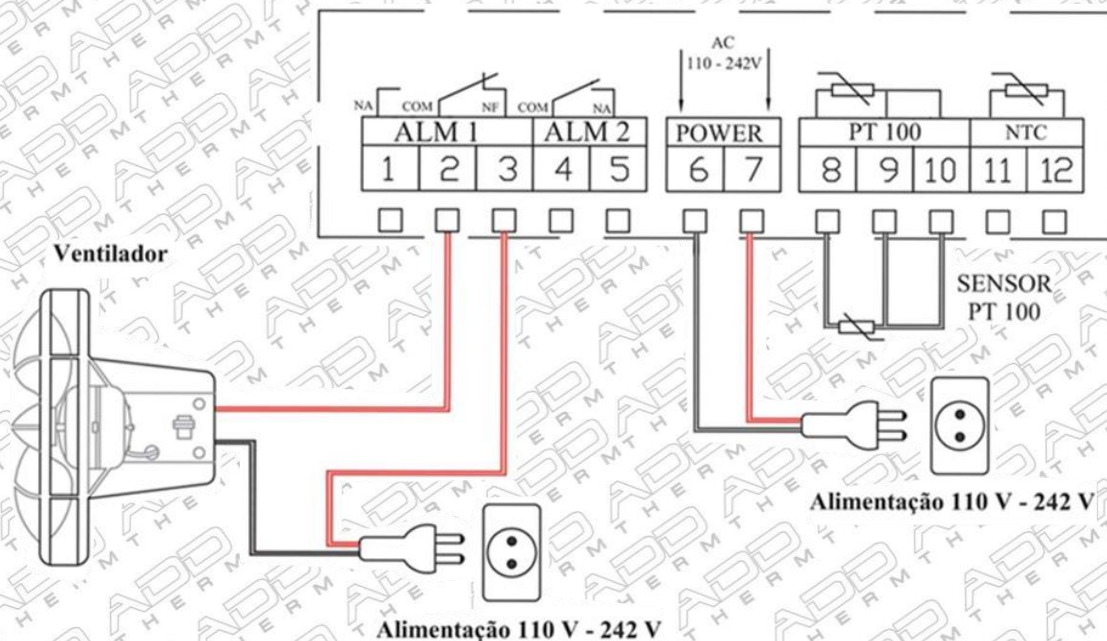 AC
110 - 242V
NA COM NF COM NA
ALM 1 ALM 2 POWER PT 100 NTC
1 2 3 4 5 6 7 8 9 10 11 12
Ventilador
SENSOR
PT 100
Alimentação 110 V - 242 V
Alimentação 110 V - 242 V
ADD THERM